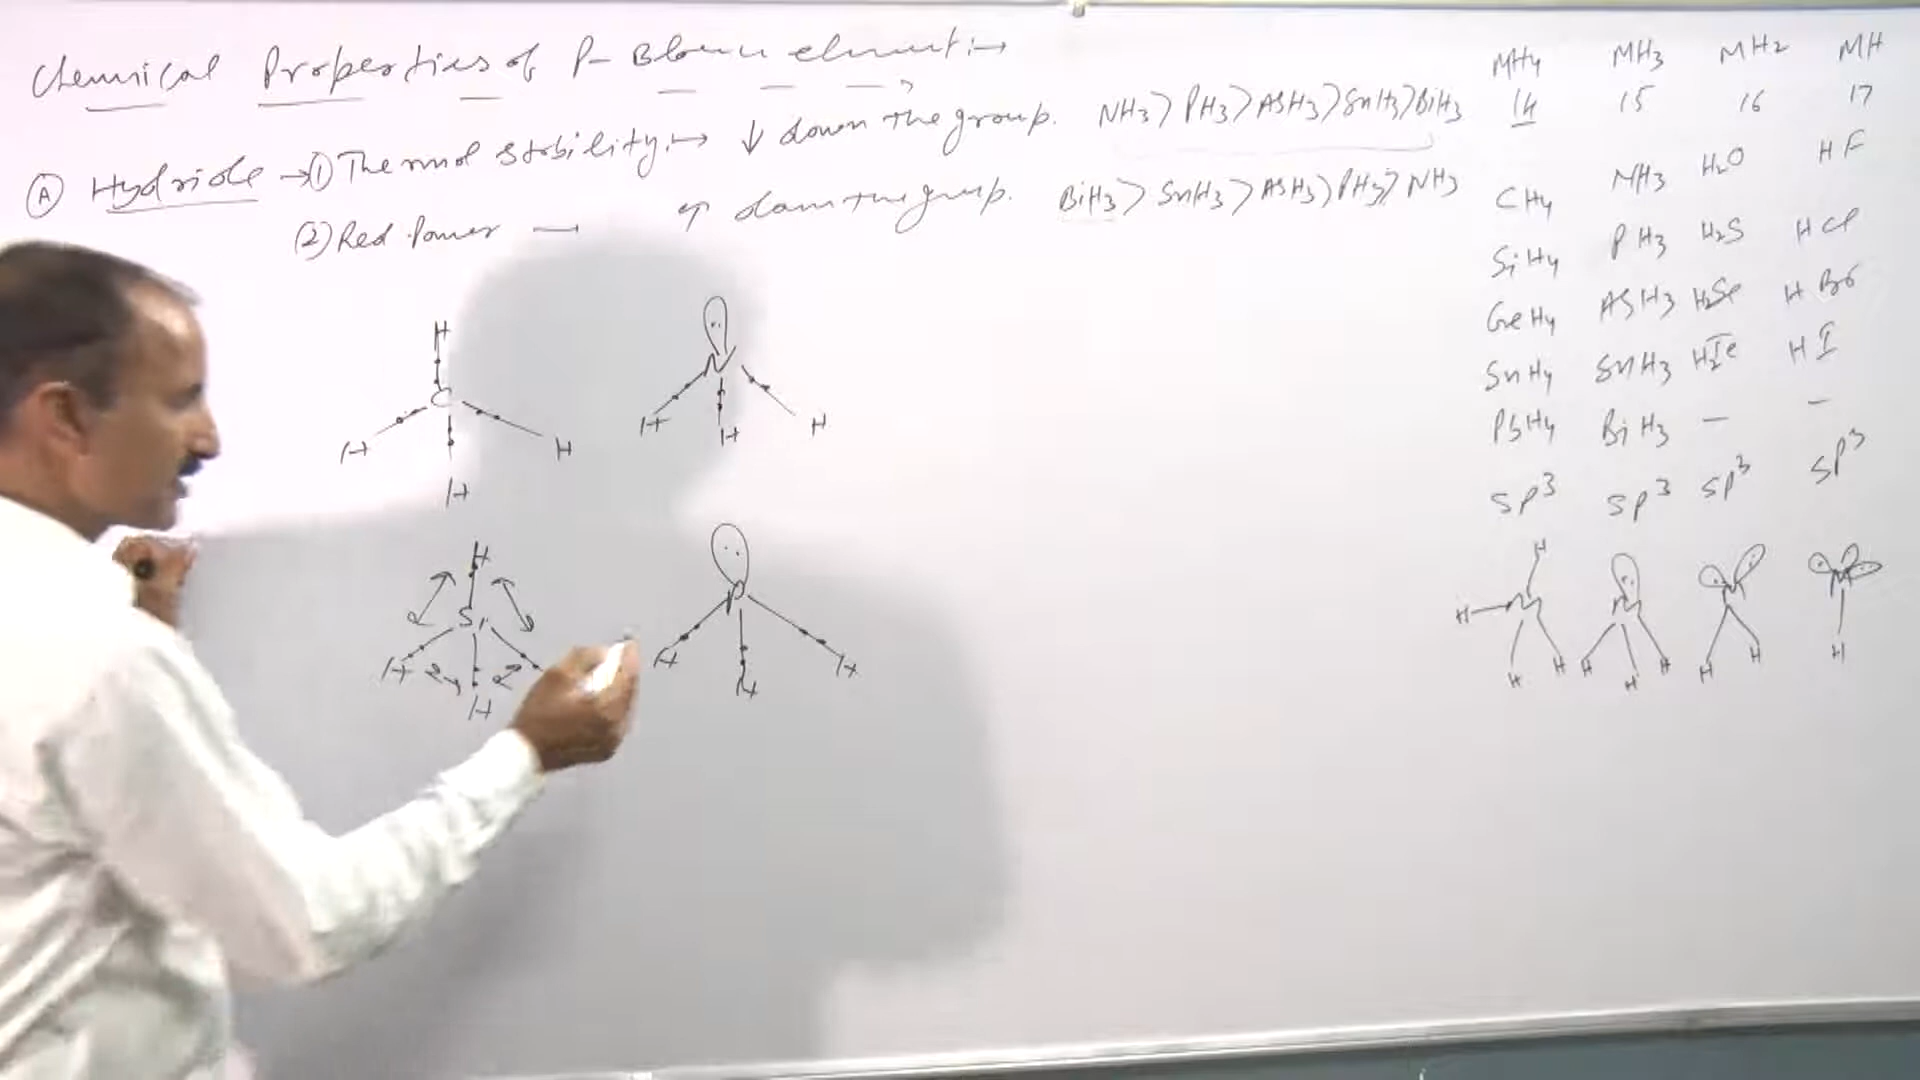 Chemical Properties of P-Block element:→
Ⓐ Hydride → ① Thermal stability → ↓ down the group. NH3 > PH3 > ASH3 > SnH3 > BiH3
② Red. Power → ↑ down the group. BiH3 > SnH3 > ASH3 > PH3 > NH3
MH4 MH3 MH2 MH
14 15 16 17
CH4 NH3 H2O HF
SiH4 PH3 H2S HCl
GeH4 ASH3 H2Se HBr
SnH4 SnH3 H2Te HI
PbH4 BiH3 — —
SP3 SP3 SP3 SP3
H
C
H H
H
N
H H H
H
Si
H
H
P
H H H
H
H M M M M
H H H H H H H H